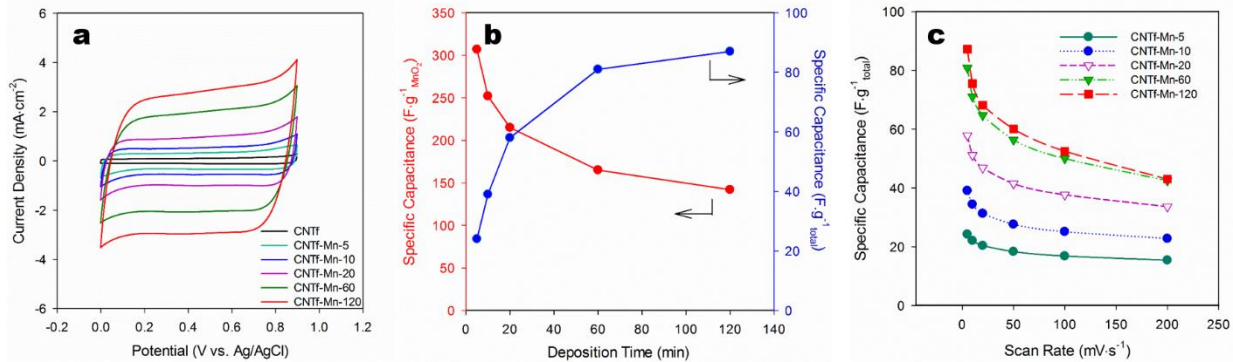 a
6
4
2
0
-2
-4
-6
Current Density (mA·cm⁻²)
CNTf
CNTf-Mn-5
CNTf-Mn-10
CNTf-Mn-20
CNTf-Mn-60
CNTf-Mn-120
-0.2 0.0 0.2 0.4 0.6 0.8 1.0 1.2
Potential (V vs. Ag/AgCl)
b
350
300
250
200
150
100
50
0
Specific Capacitance (F·g⁻¹MnO₂)
100
80
60
40
20
0
Specific Capacitance (F.g⁻¹total)
0 20 40 60 80 100 120 140
Deposition Time (min)
c
100
80
60
40
20
0
Specific Capacitance (F·g⁻¹total)
CNTf-Mn-5
CNTf-Mn-10
CNTf-Mn-20
CNTf-Mn-60
CNTf-Mn-120
0 50 100 150 200 250
Scan Rate (mV·s⁻¹)